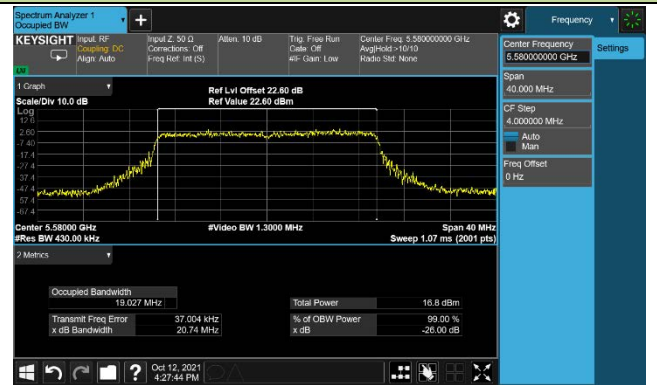 Spectrum Analyzer 1
Occupied BW
+
Frequency
KEYSIGHT
Input: RF
Coupling: DC
Align: Auto
Input Z: 50 Ω
Corrections: Off
Freq Ref: Int (S)
Atten: 10 dB
Trig: Free Run
Gate: Off
#IF Gain: Low
Center Freq: 5.580000000 GHz
Avg|Hold:>10/10
Radio Std: None
Center Frequency
5.580000000 GHz
Settings
Span
40.000 MHz
CF Step
4.000000 MHz
Auto
Man
Freq Offset
0 Hz
1 Graph
Scale/Div 10.0 dB
Ref Lvl Offset 22.60 dB
Ref Value 22.60 dBm
Log
12.6
2.60
-7.40
-17.4
-27.4
-37.4
-47.4
-57.4
-67.4
Center 5.58000 GHz
#Res BW 430.00 kHz
#Video BW 1.3000 MHz
Span 40 MHz
Sweep 1.07 ms (2001 pts)
2 Metrics
Occupied Bandwidth
19.027 MHz
Total Power
16.8 dBm
Transmit Freq Error
37.004 kHz
% of OBW Power
99.00 %
x dB Bandwidth
20.74 MHz
x dB
-26.00 dB
?
Oct 12, 2021
4:27:44 PM